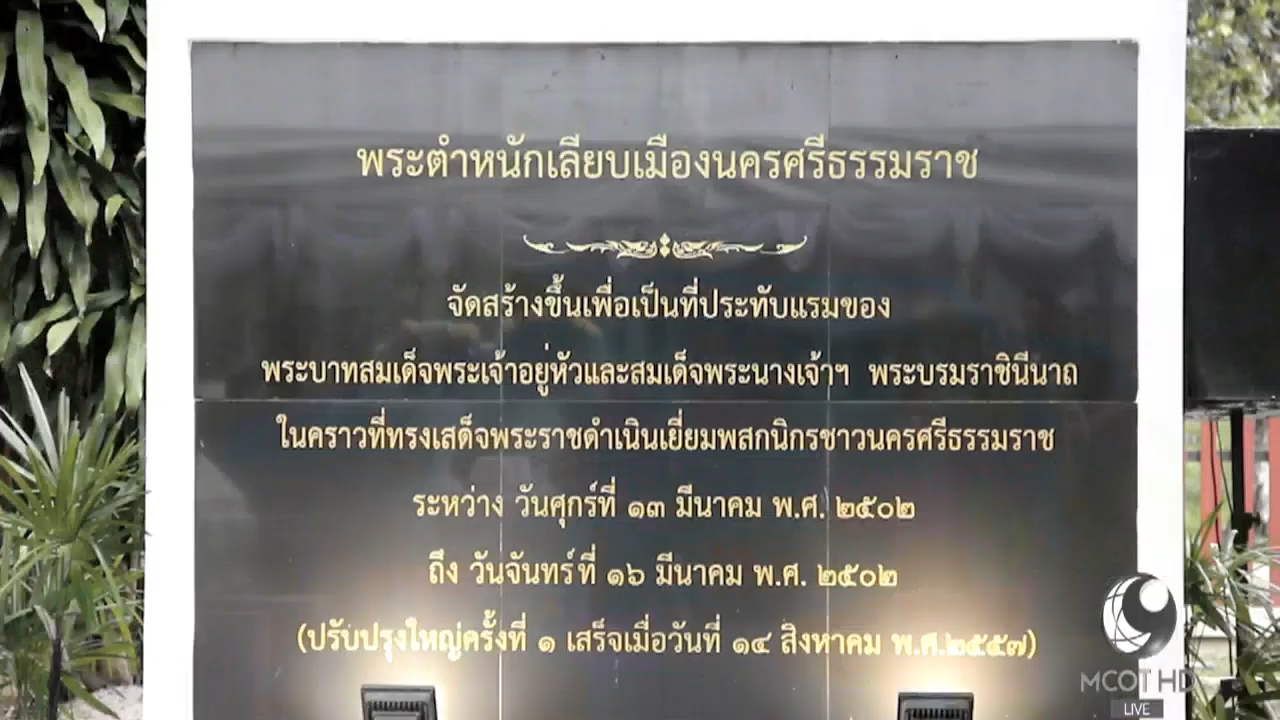 พระตำหนักเลียบเมืองนครศรีธรรมราช
จัดสร้างขึ้นเพื่อเป็นที่ประทับแรมของ
พระบาทสมเด็จพระเจ้าอยู่หัวและสมเด็จพระนางเจ้าฯ พระบรมราชินีนาถ
ในคราวที่ทรงเสด็จพระราชดำเนินเยี่ยมพสกนิกรชาวนครศรีธรรมราช
ระหว่าง วันศุกร์ที่ ๑๓ มีนาคม พ.ศ. ๒๕๐๒
ถึง วันจันทร์ที่ ๑๖ มีนาคม พ.ศ. ๒๕๐๒
(ปรับปรุงใหญ่ครั้งที่ ๑ เสร็จเมื่อวันที่ ๑๔ สิงหาคม พ.ศ.๒๕๕๗)
MCOT HD
LIVE